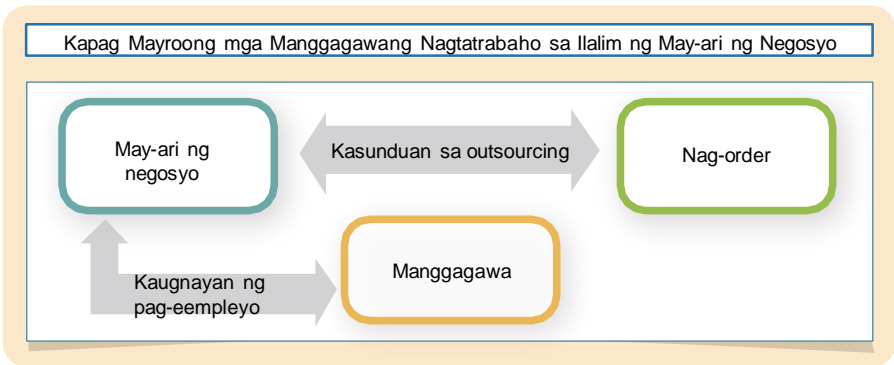 Kapag Mayroong mga Manggagawang Nagtatrabaho sa Ilalim ng May-ari ng Negosyo
May-ari ng
negosyo
Kasunduan sa outsourcing
Nag-order
Manggagawa
Kaugnayan ng
pag-eempleyo